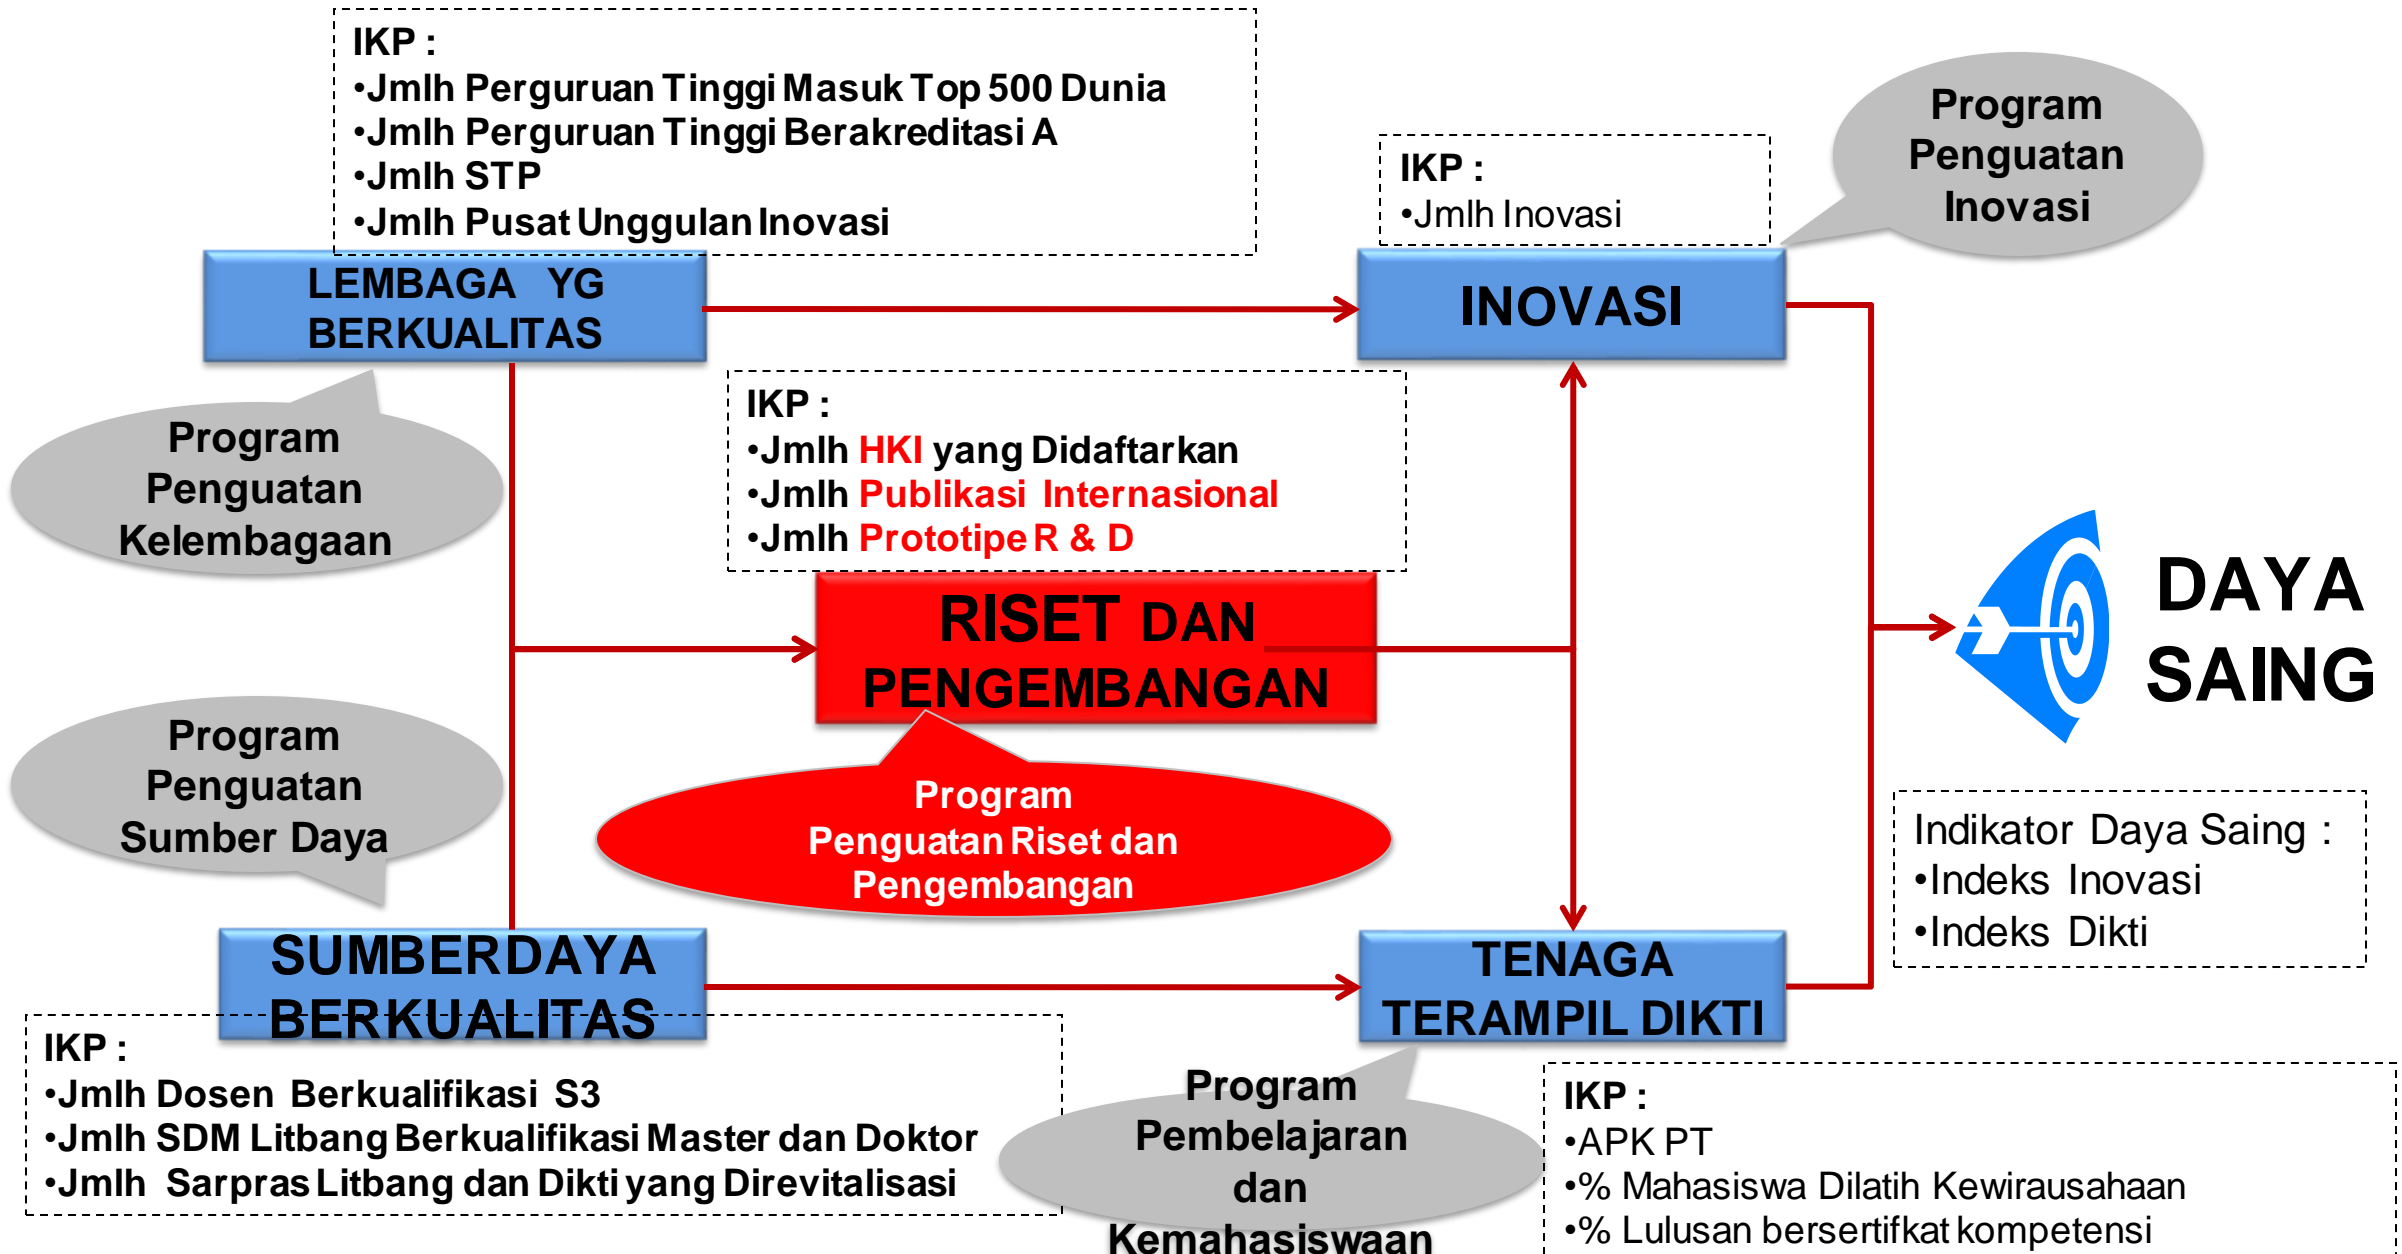 IKP :
•Jmlh Perguruan Tinggi Masuk Top 500 Dunia
•Jmlh Perguruan Tinggi Berakreditasi A
•Jmlh STP
•Jmlh Pusat Unggulan Inovasi
IKP :
•Jmlh Inovasi
Program
Penguatan
Inovasi
LEMBAGA YG
BERKUALITAS
INOVASI
IKP :
•Jmlh HKI yang Didaftarkan
•Jmlh Publikasi Internasional
•Jmlh Prototipe R & D
Program
Penguatan
Kelembagaan
RISET DAN
PENGEMBANGAN
DAYA
SAING
Program
Penguatan
Sumber Daya
Program
Penguatan Riset dan
Pengembangan
Indikator Daya Saing :
•Indeks Inovasi
•Indeks Dikti
SUMBERDAYA
BERKUALITAS
TENAGA
TERAMPIL DIKTI
IKP :
•Jmlh Dosen Berkualifikasi S3
•Jmlh SDM Litbang Berkualifikasi Master dan Doktor
•Jmlh Sarpras Litbang dan Dikti yang Direvitalisasi
Program
Pembelajaran
dan
Kemahasiswaan
IKP :
•APK PT
•% Mahasiswa Dilatih Kewirausahaan
•% Lulusan bersertifkat kompetensi